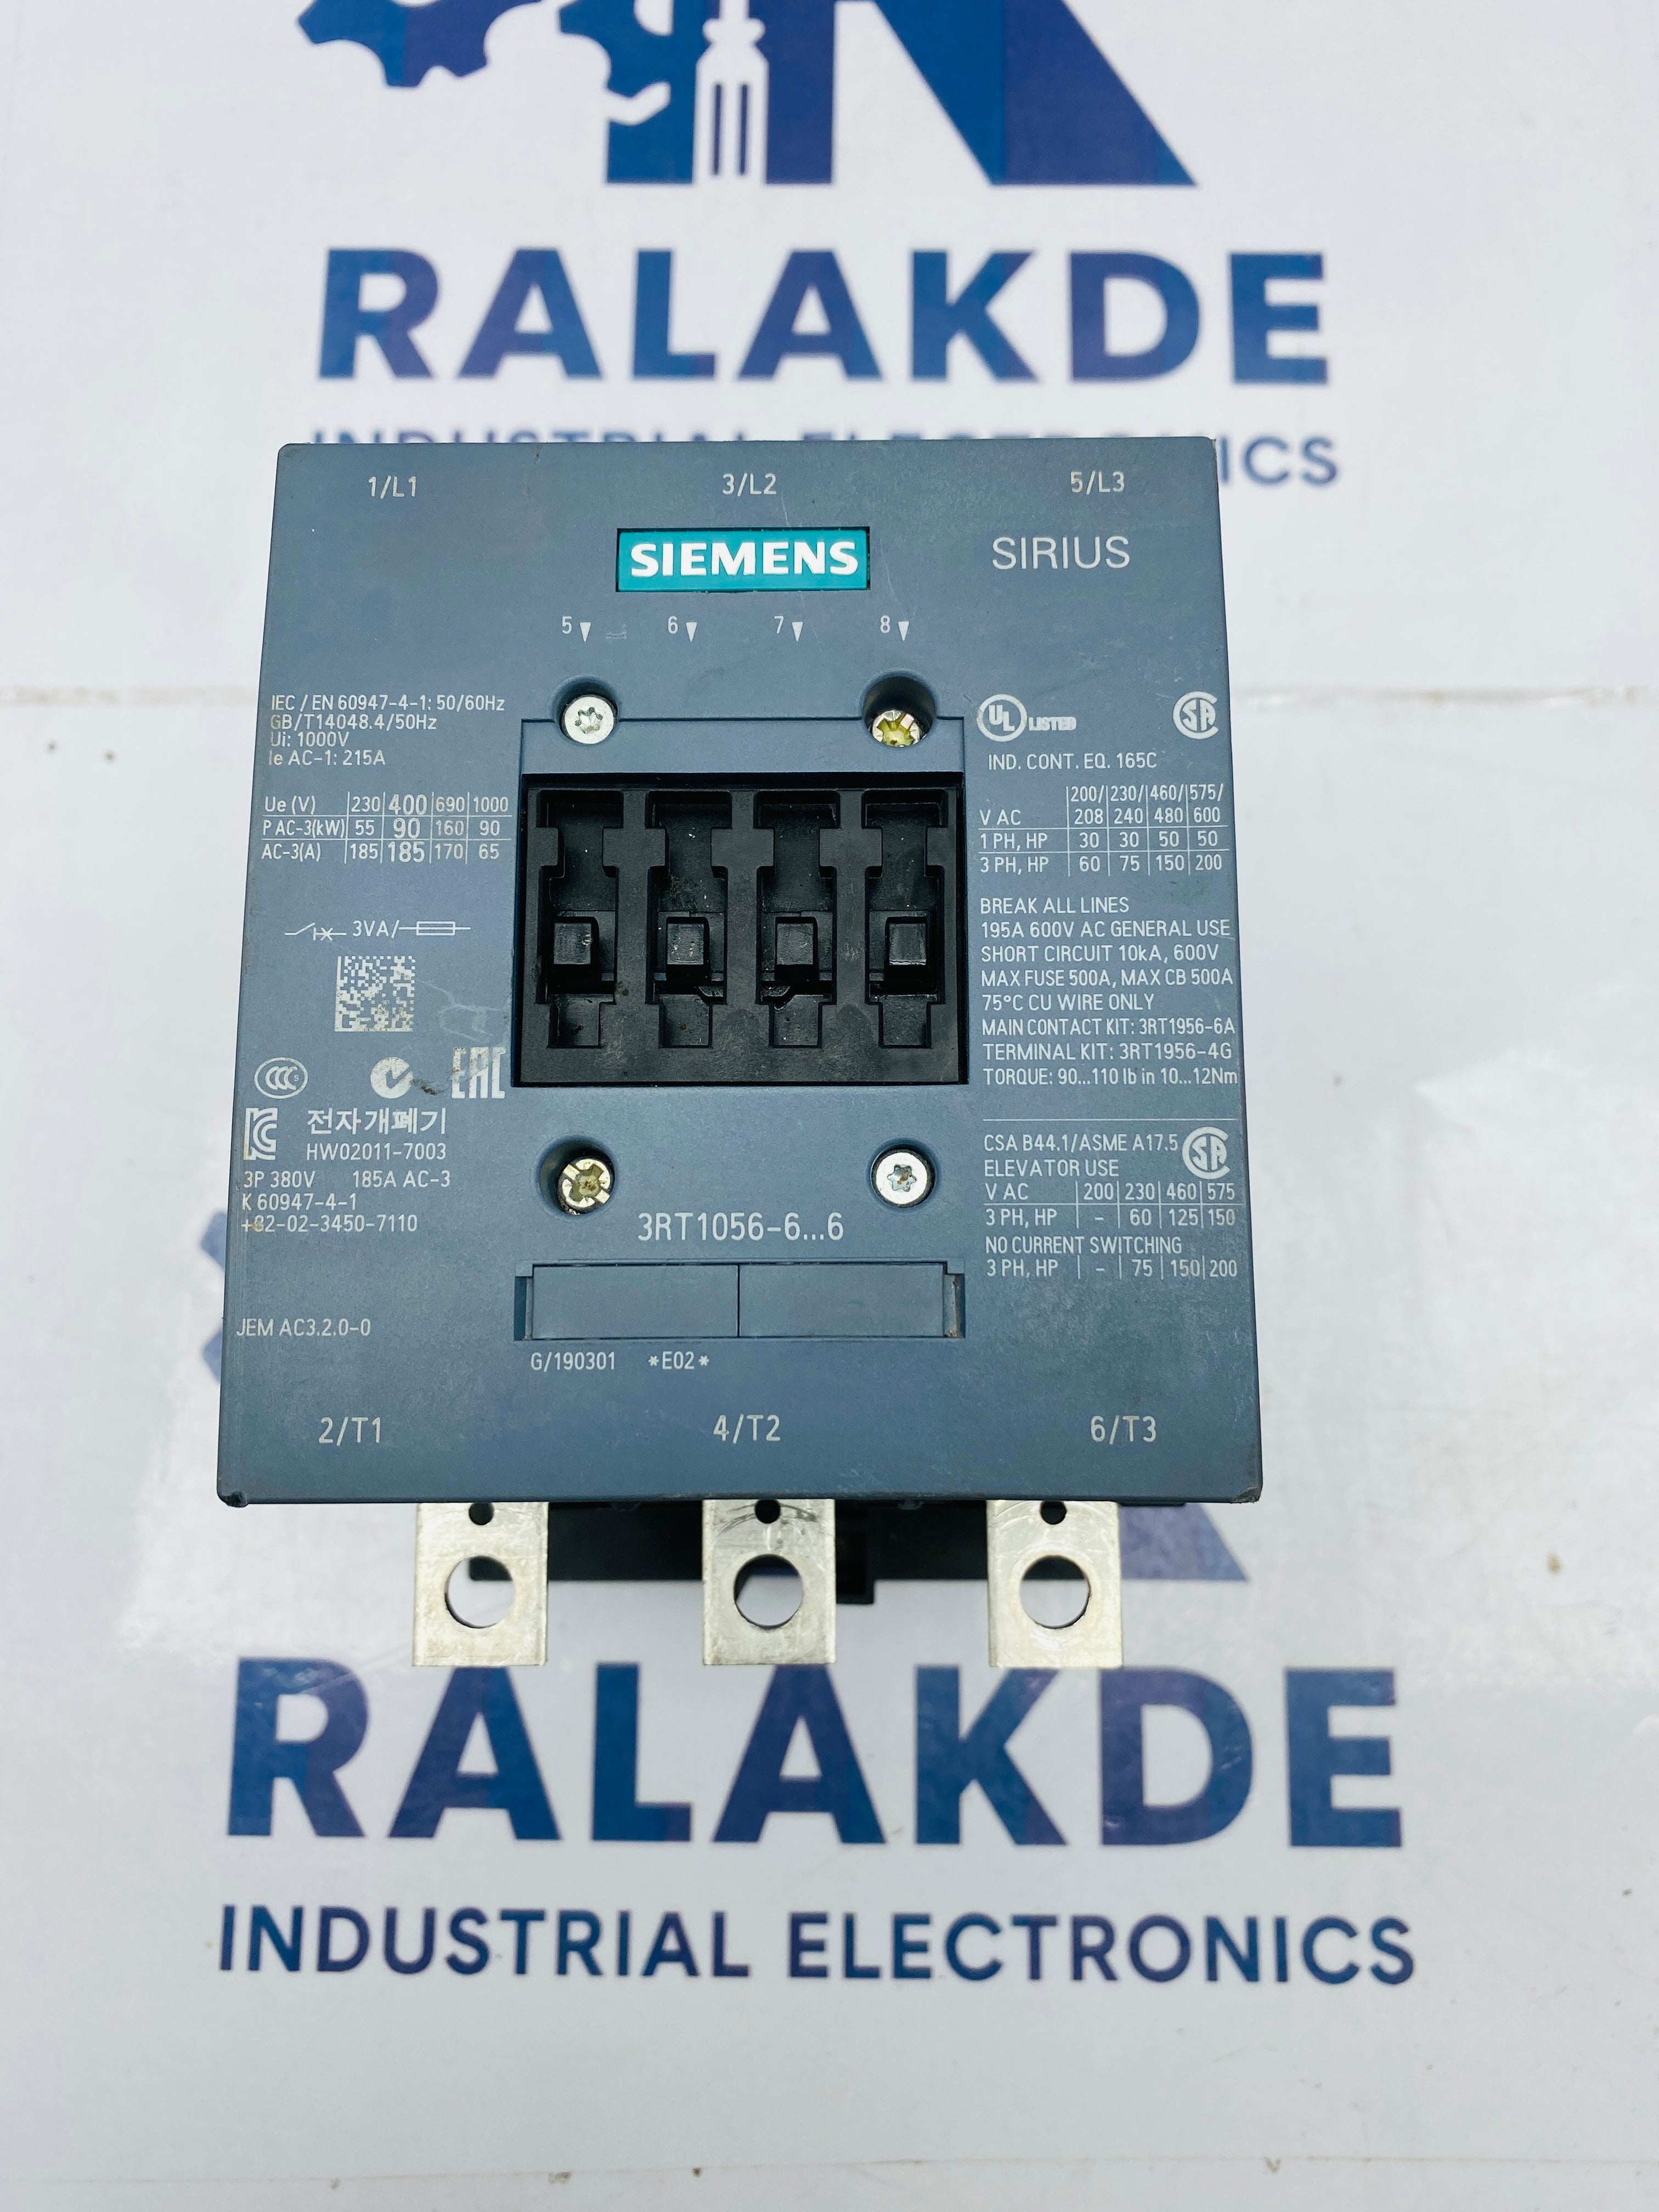 RALAKDE
INDUSTRIAL ELECTRONICS
1/L1 3/L2 5/L3
SIEMENS
SIRIUS
5 6 7 8
IEC / EN 60947-4-1: 50/60Hz
GB/T14048.4/50Hz
Ui: 1000V
Ie AC-1: 215A
Ue (V) 230 400 690 1000
P AC-3(kW) 55 90 160 90
AC-3(A) 185 185 170 65
3VA/
CCC S
EAC
전자개폐기
HW02011-7003
3P 380V 185A AC-3
K 60947-4-1
+82-02-3450-7110
JEM AC3.2.0-0
UL LISTED
IND. CONT. EQ. 165C
200/ 230/ 460/ 575/
V AC 208 240 480 600
1 PH, HP 30 30 50 50
3 PH, HP 60 75 150 200
BREAK ALL LINES
195A 600V AC GENERAL USE
SHORT CIRCUIT 10kA, 600V
MAX FUSE 500A, MAX CB 500A
75°C CU WIRE ONLY
MAIN CONTACT KIT: 3RT1956-6A
TERMINAL KIT: 3RT1956-4G
TORQUE: 90...110 lb in 10...12Nm
CSA B44.1/ASME A17.5
ELEVATOR USE
V AC 200 230 460 575
3 PH, HP - 60 125 150
NO CURRENT SWITCHING
3 PH, HP - 75 150 200
3RT1056-6...6
G/190301 *E02*
2/T1 4/T2 6/T3
RALAKDE
INDUSTRIAL ELECTRONICS